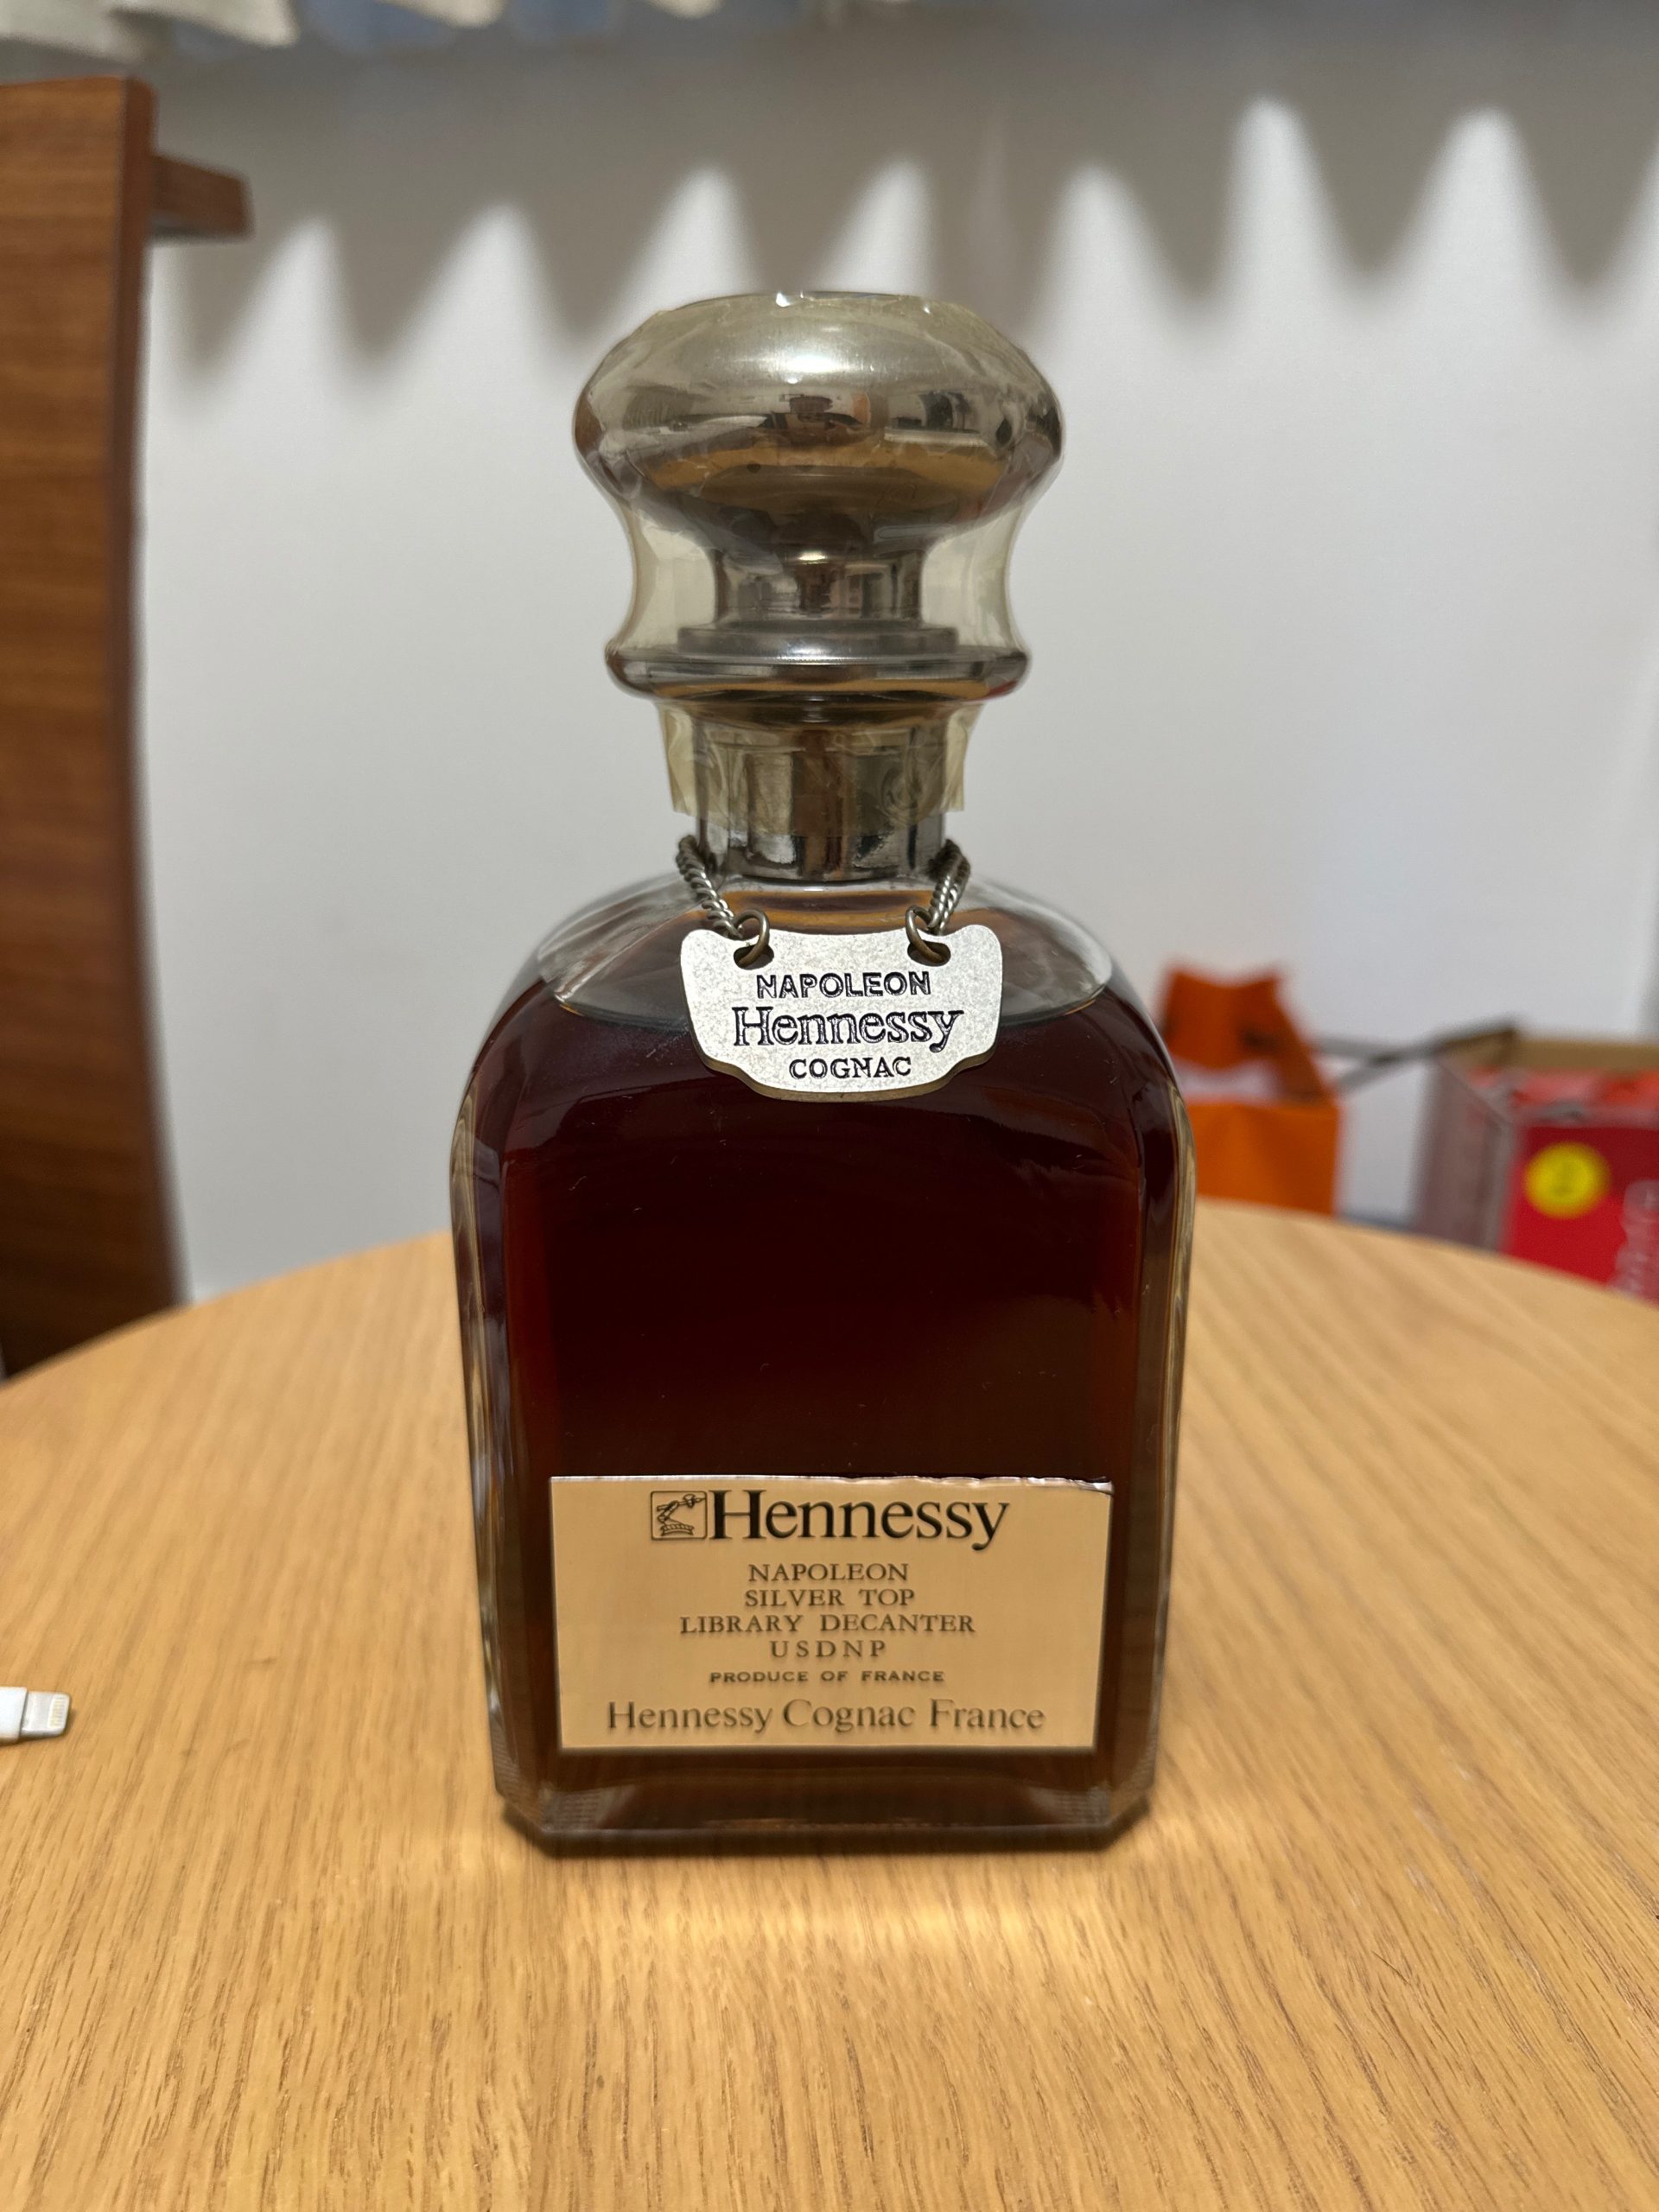 NAPOLEON
Hennessy
COGNAC
Hennessy
NAPOLEON
SILVER TOP
LIBRARY DECANTER
USDNP
PRODUCE OF FRANCE
Hennessy Cognac France